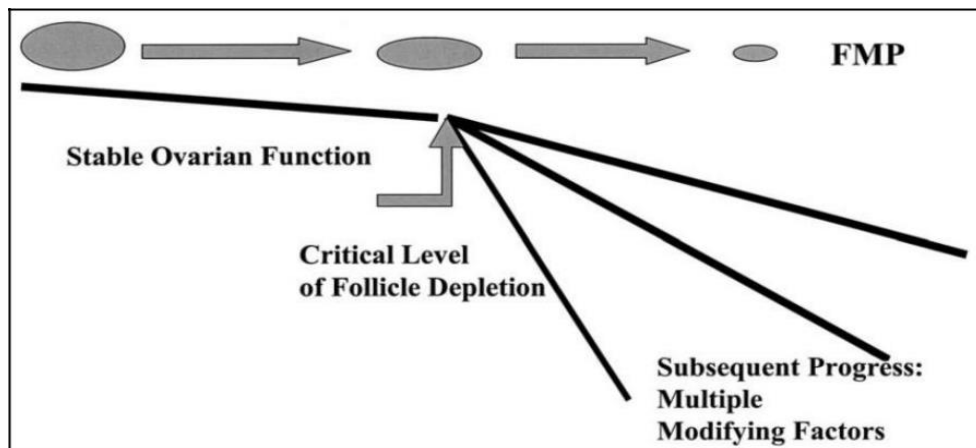 FMP
Stable Ovarian Function
Critical Level
of Follicle Depletion
Subsequent Progress:
Multiple
Modifying Factors